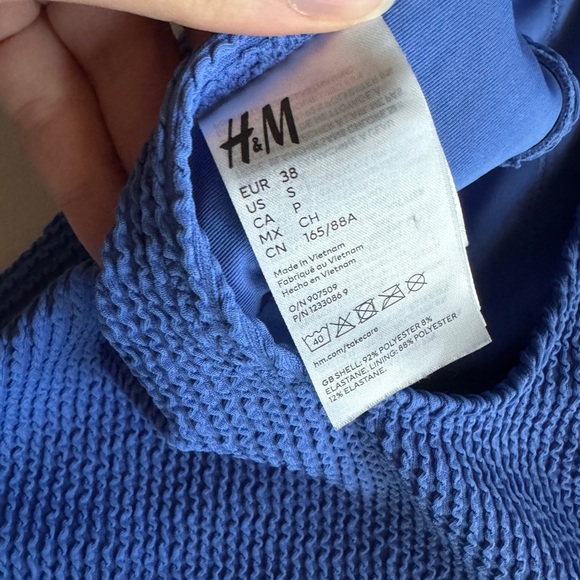 H&M
EUR 38
US S
CA P
MX CH
CN 165/88A
Made in Vietnam
Fabriqué au Vietnam
Hecho en Vietnam
O/N 907509
P/N 1233086 9
40
hm.com/takecare
GB SHELL: 92% POLYESTER 8%
ELASTANE. LINING: 88% POLYESTER
12% ELASTANE.